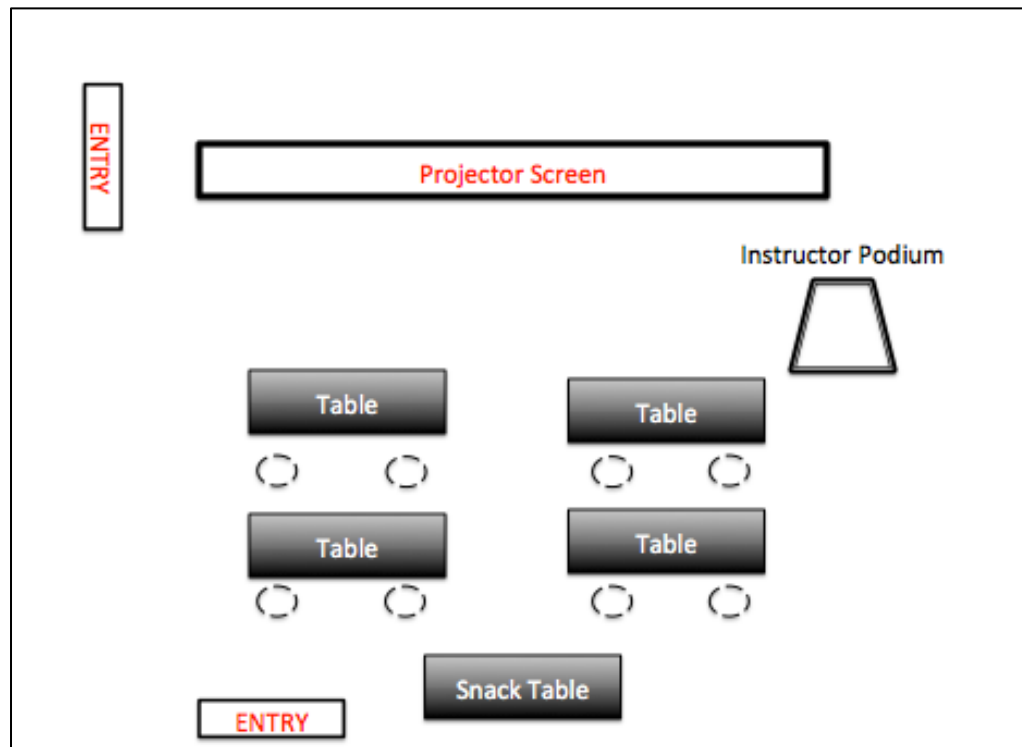 ENTRY
Projector Screen
Instructor Podium
Table
Table
Table
Table
Snack Table
ENTRY